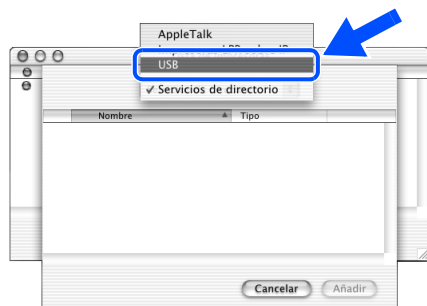 AppleTalk
USB
✓ Servicios de directorio
Nombre Tipo
Cancelar Añadir